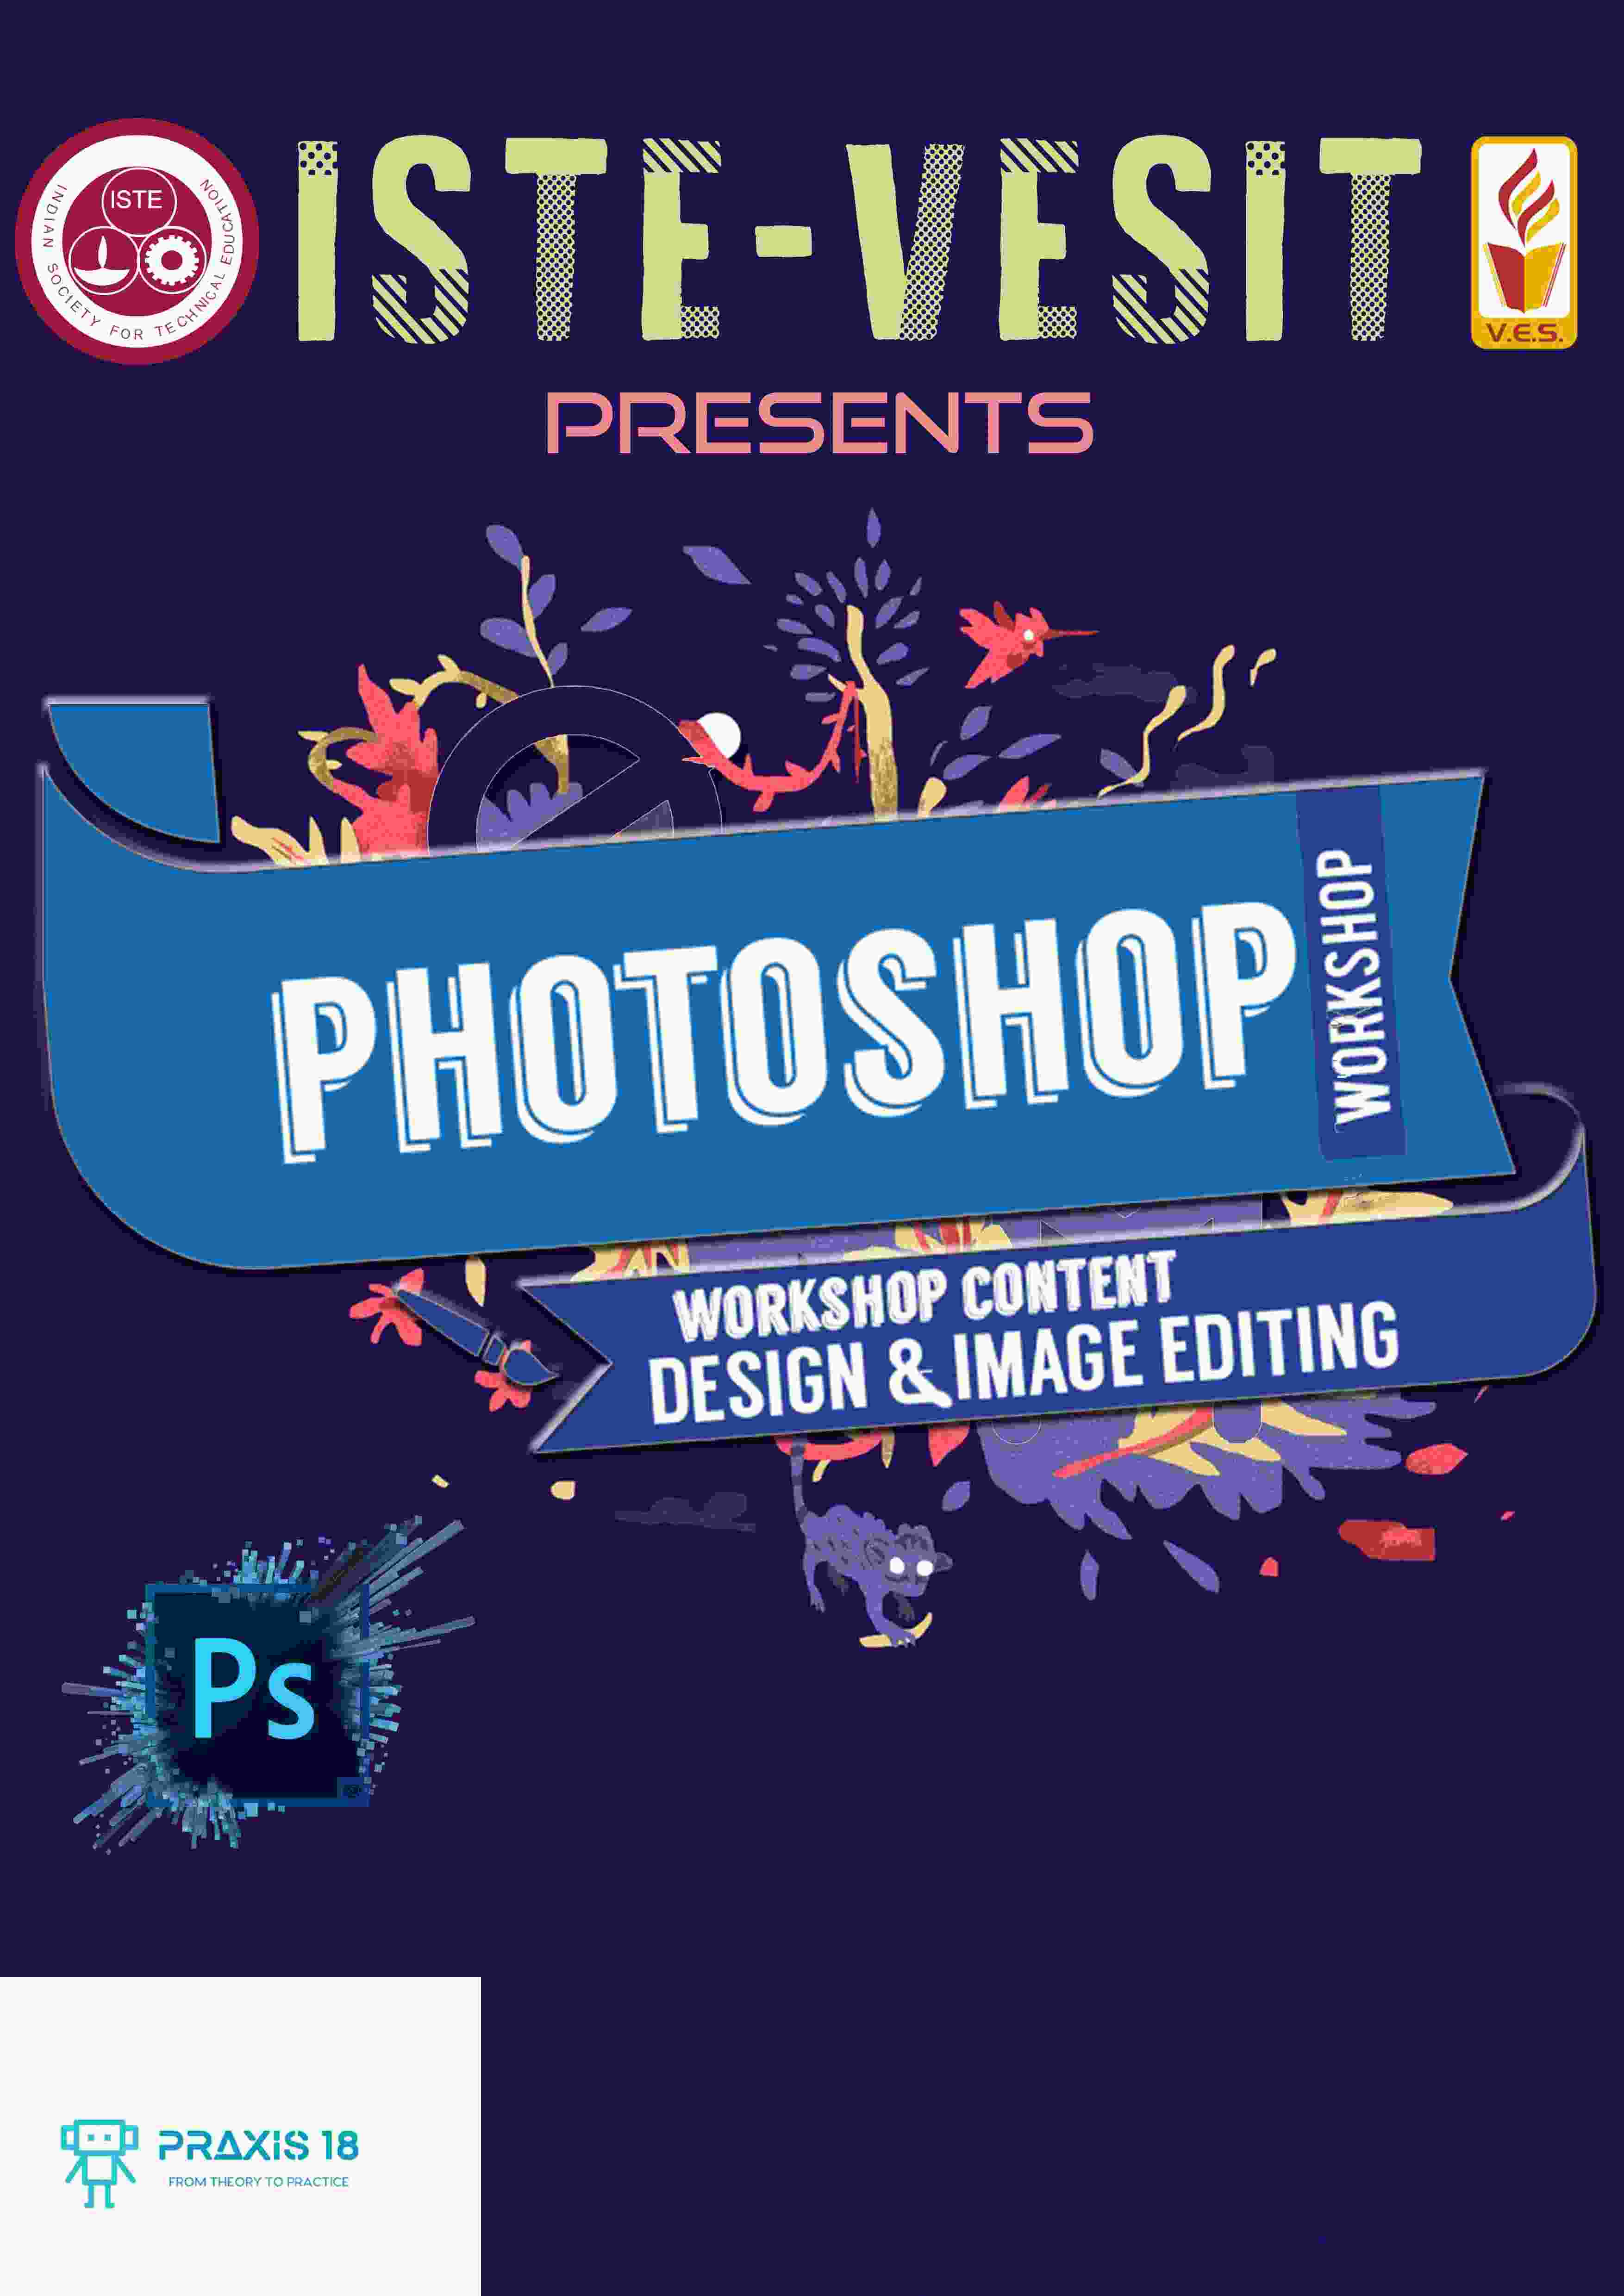 INDIAN SOCIETY FOR TECHNICAL EDUCATION
ISTE
ISTE-VESIT
V.E.S.
PRESENTS
PHOTOSHOP
WORKSHOP
WORKSHOP CONTENT
DESIGN & IMAGE EDITING
Ps
PRAXIS 18
FROM THEORY TO PRACTICE